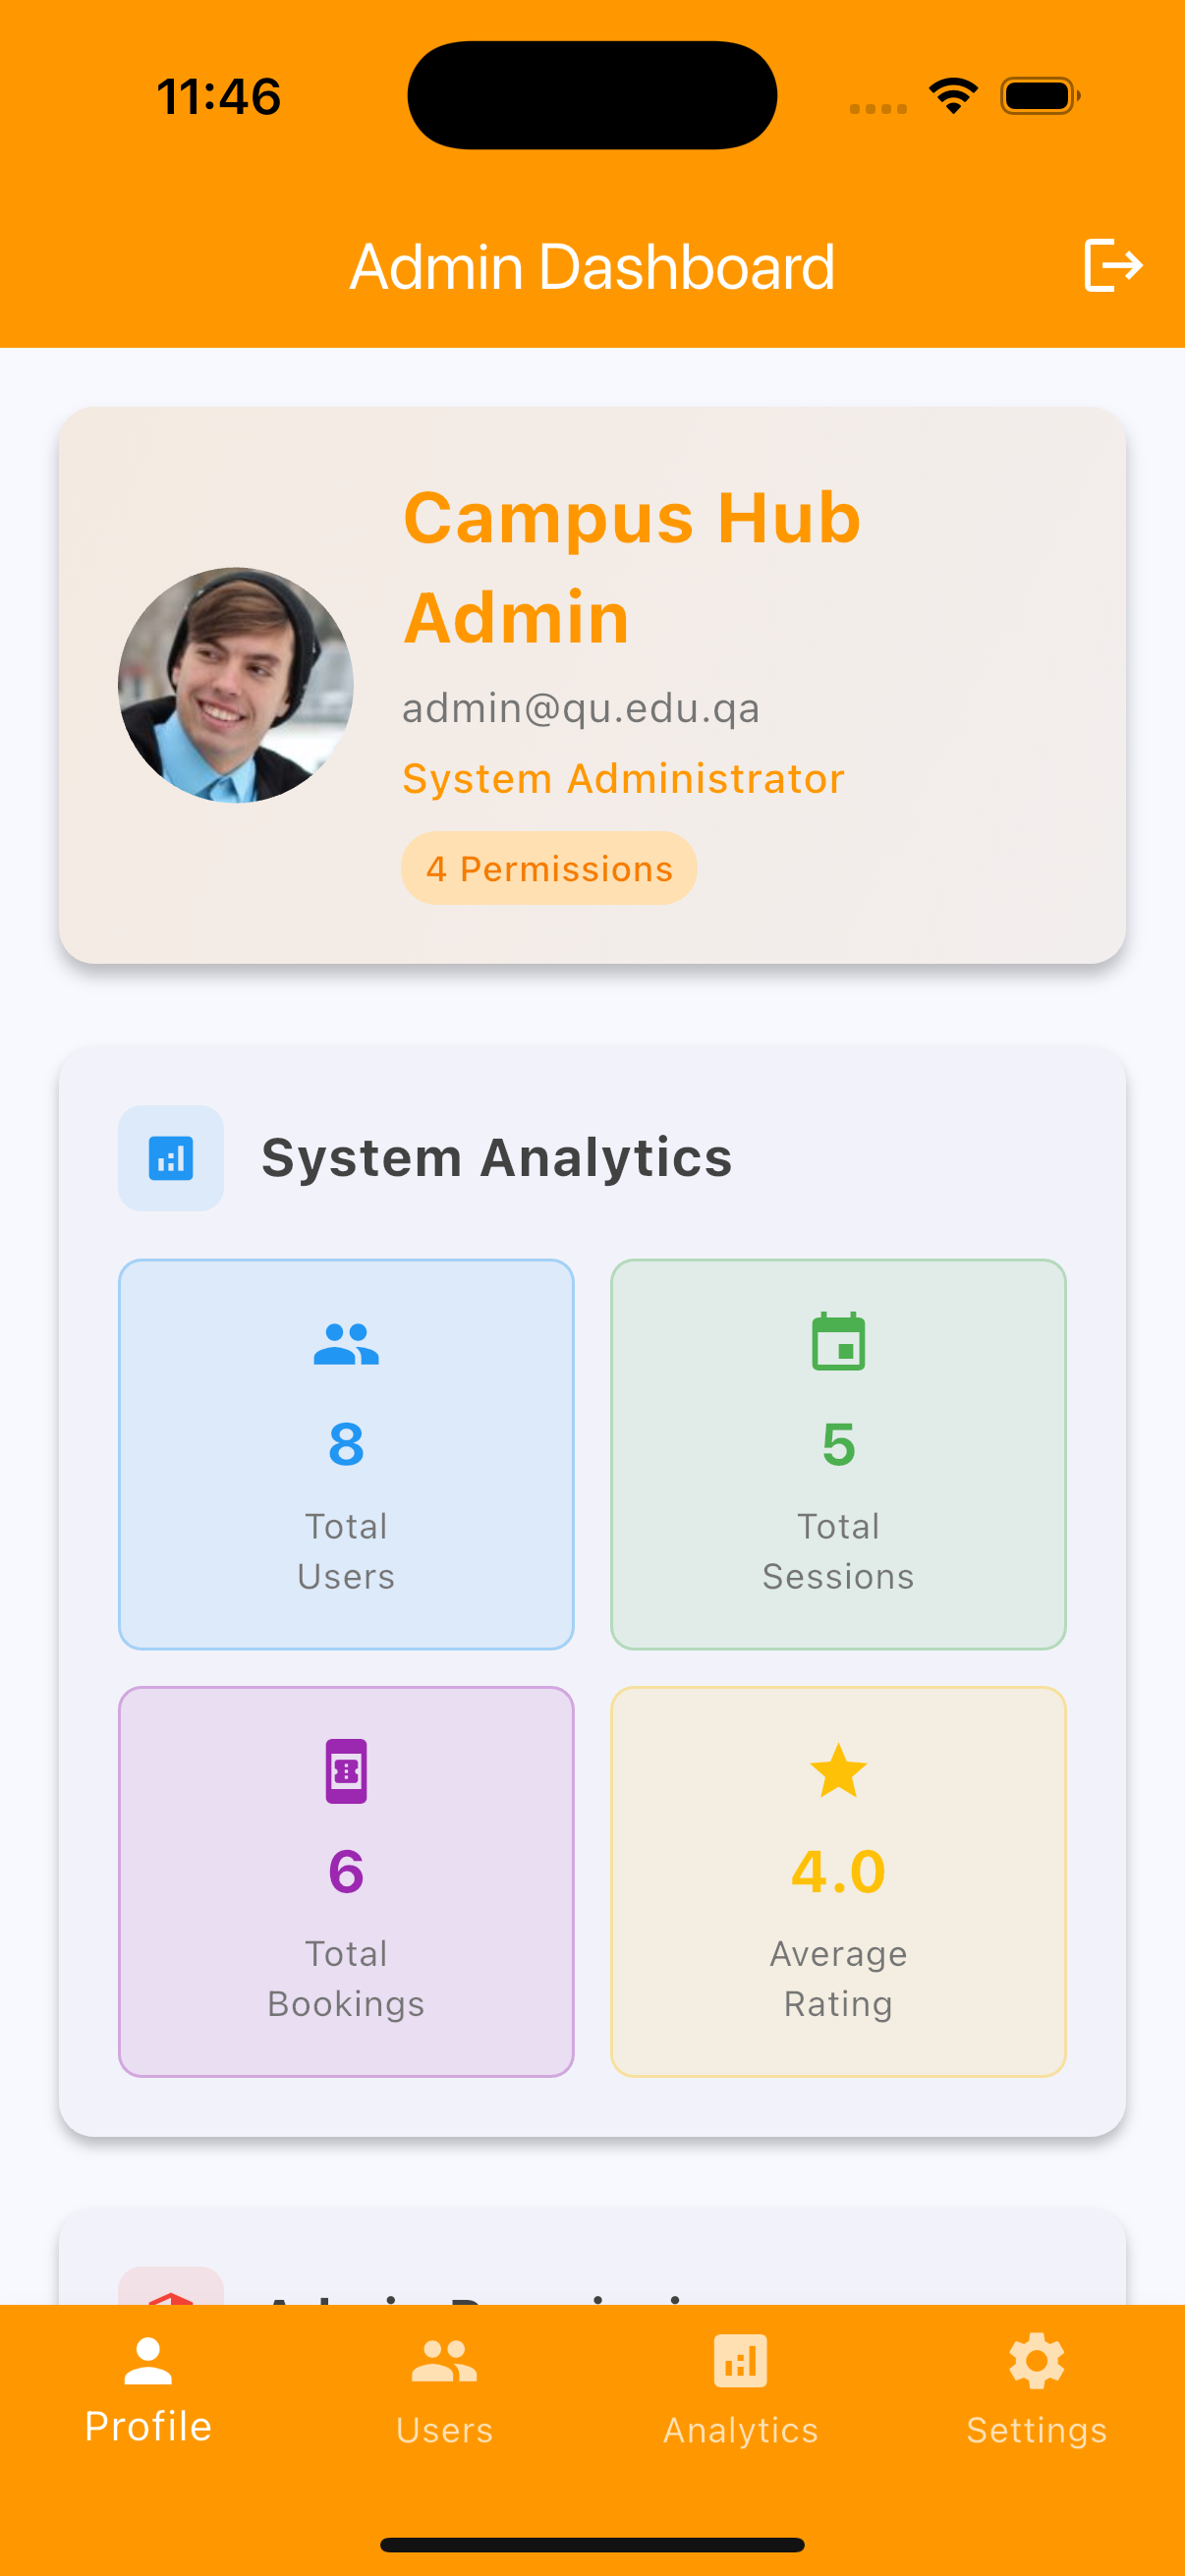 11:46
Admin Dashboard
Campus Hub
Admin
admin@qu.edu.qa
System Administrator
4 Permissions
System Analytics
8
Total
Users
5
Total
Sessions
6
Total
Bookings
4.0
Average
Rating
Profile
Users
Analytics
Settings